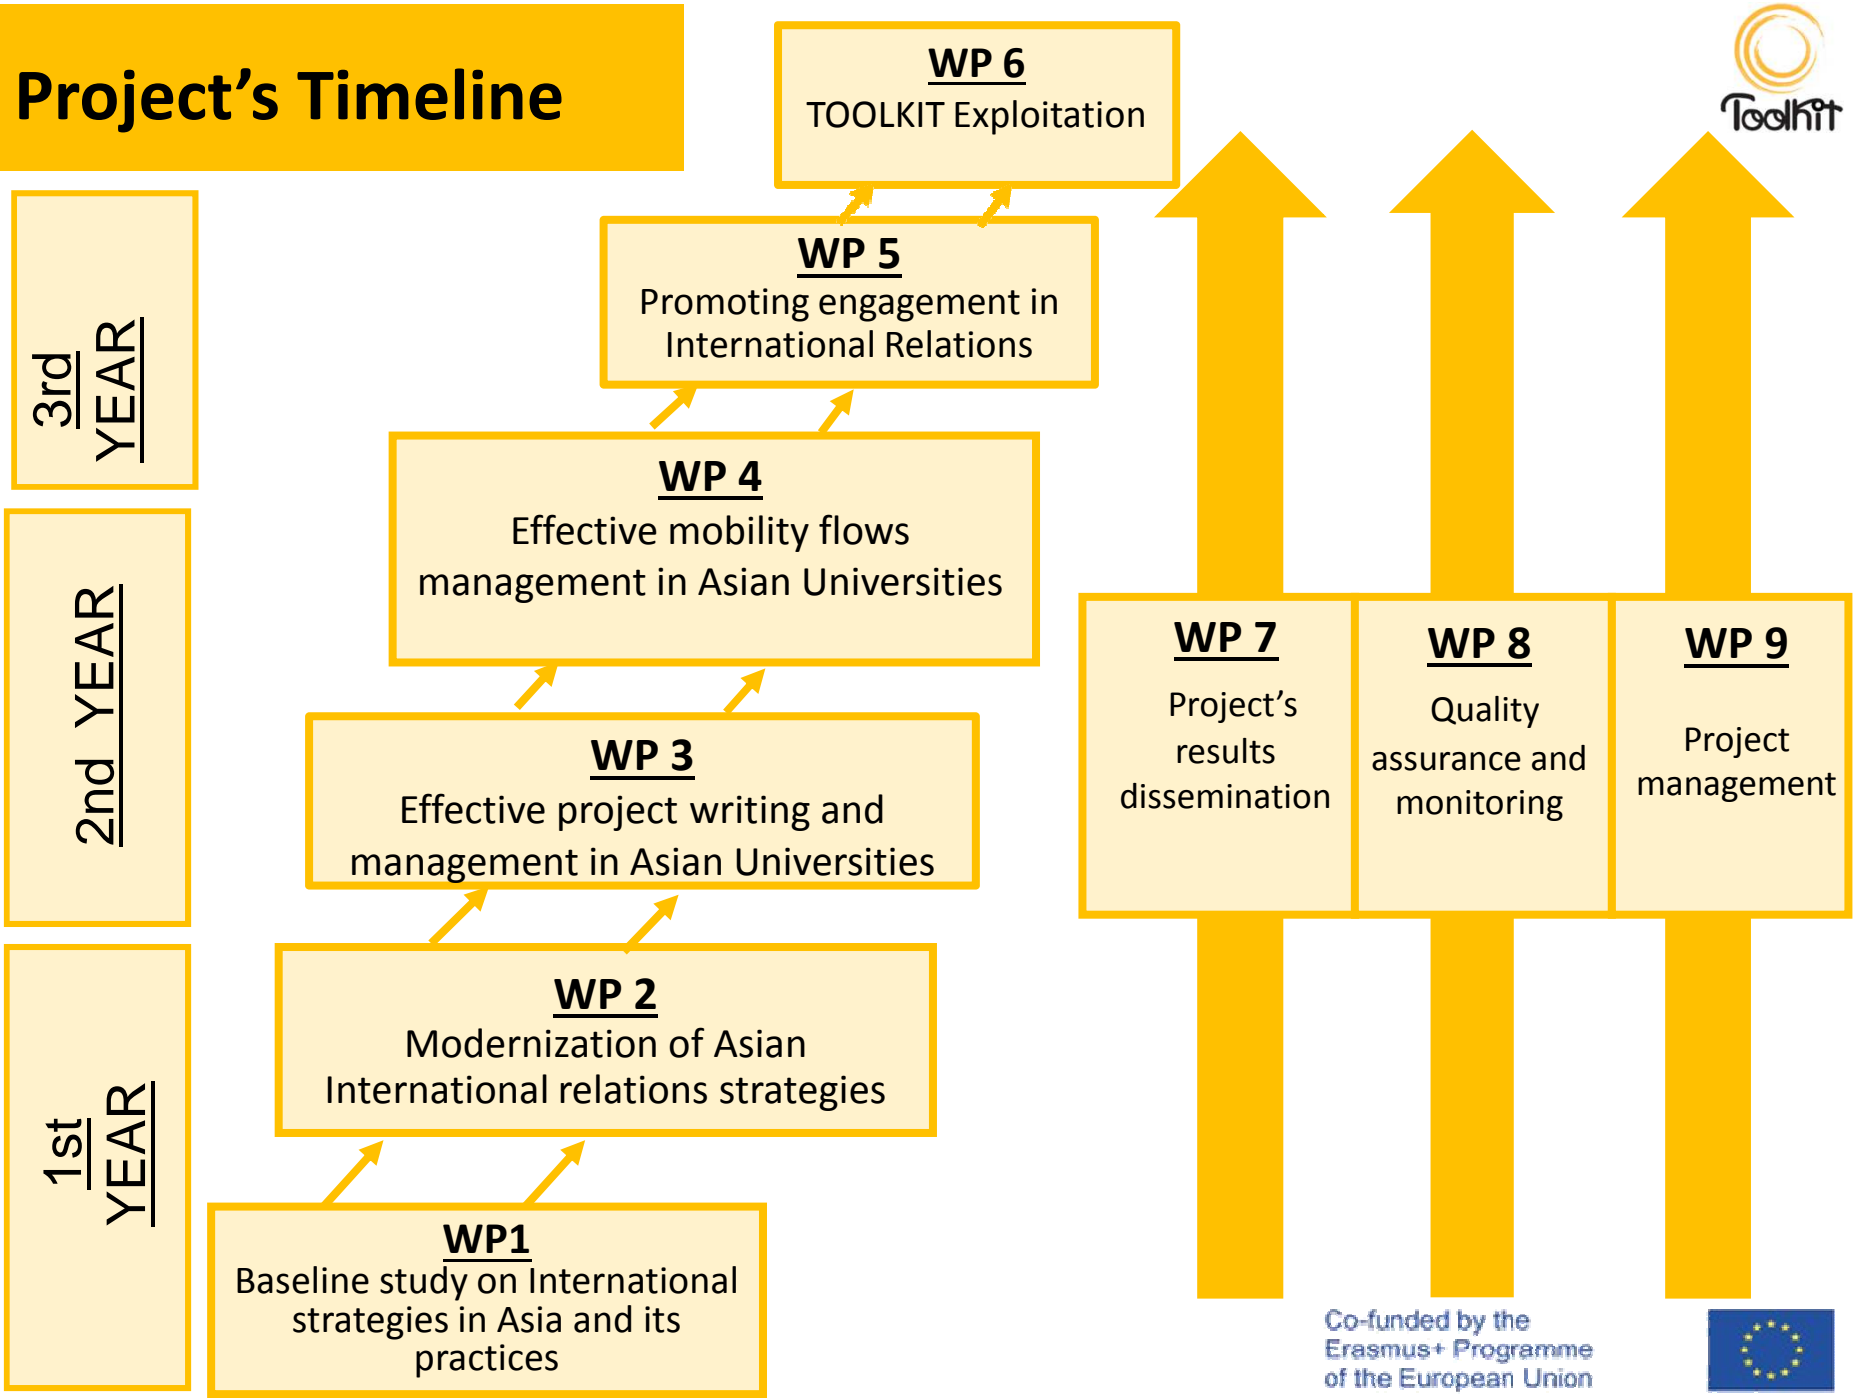 Project’s Timeline
Toolkit
WP 6
TOOLKIT Exploitation
3rd
YEAR
WP 5
Promoting engagement in
International Relations
WP 4
Effective mobility flows
management in Asian Universities
2nd YEAR
WP 3
Effective project writing and
management in Asian Universities
WP 7
Project’s
results
dissemination
WP 8
Quality
assurance and
monitoring
WP 9
Project
management
1st
YEAR
WP 2
Modernization of Asian
International relations strategies
WP1
Baseline study on International
strategies in Asia and its
practices
Co-funded by the
Erasmus+ Programme
of the European Union